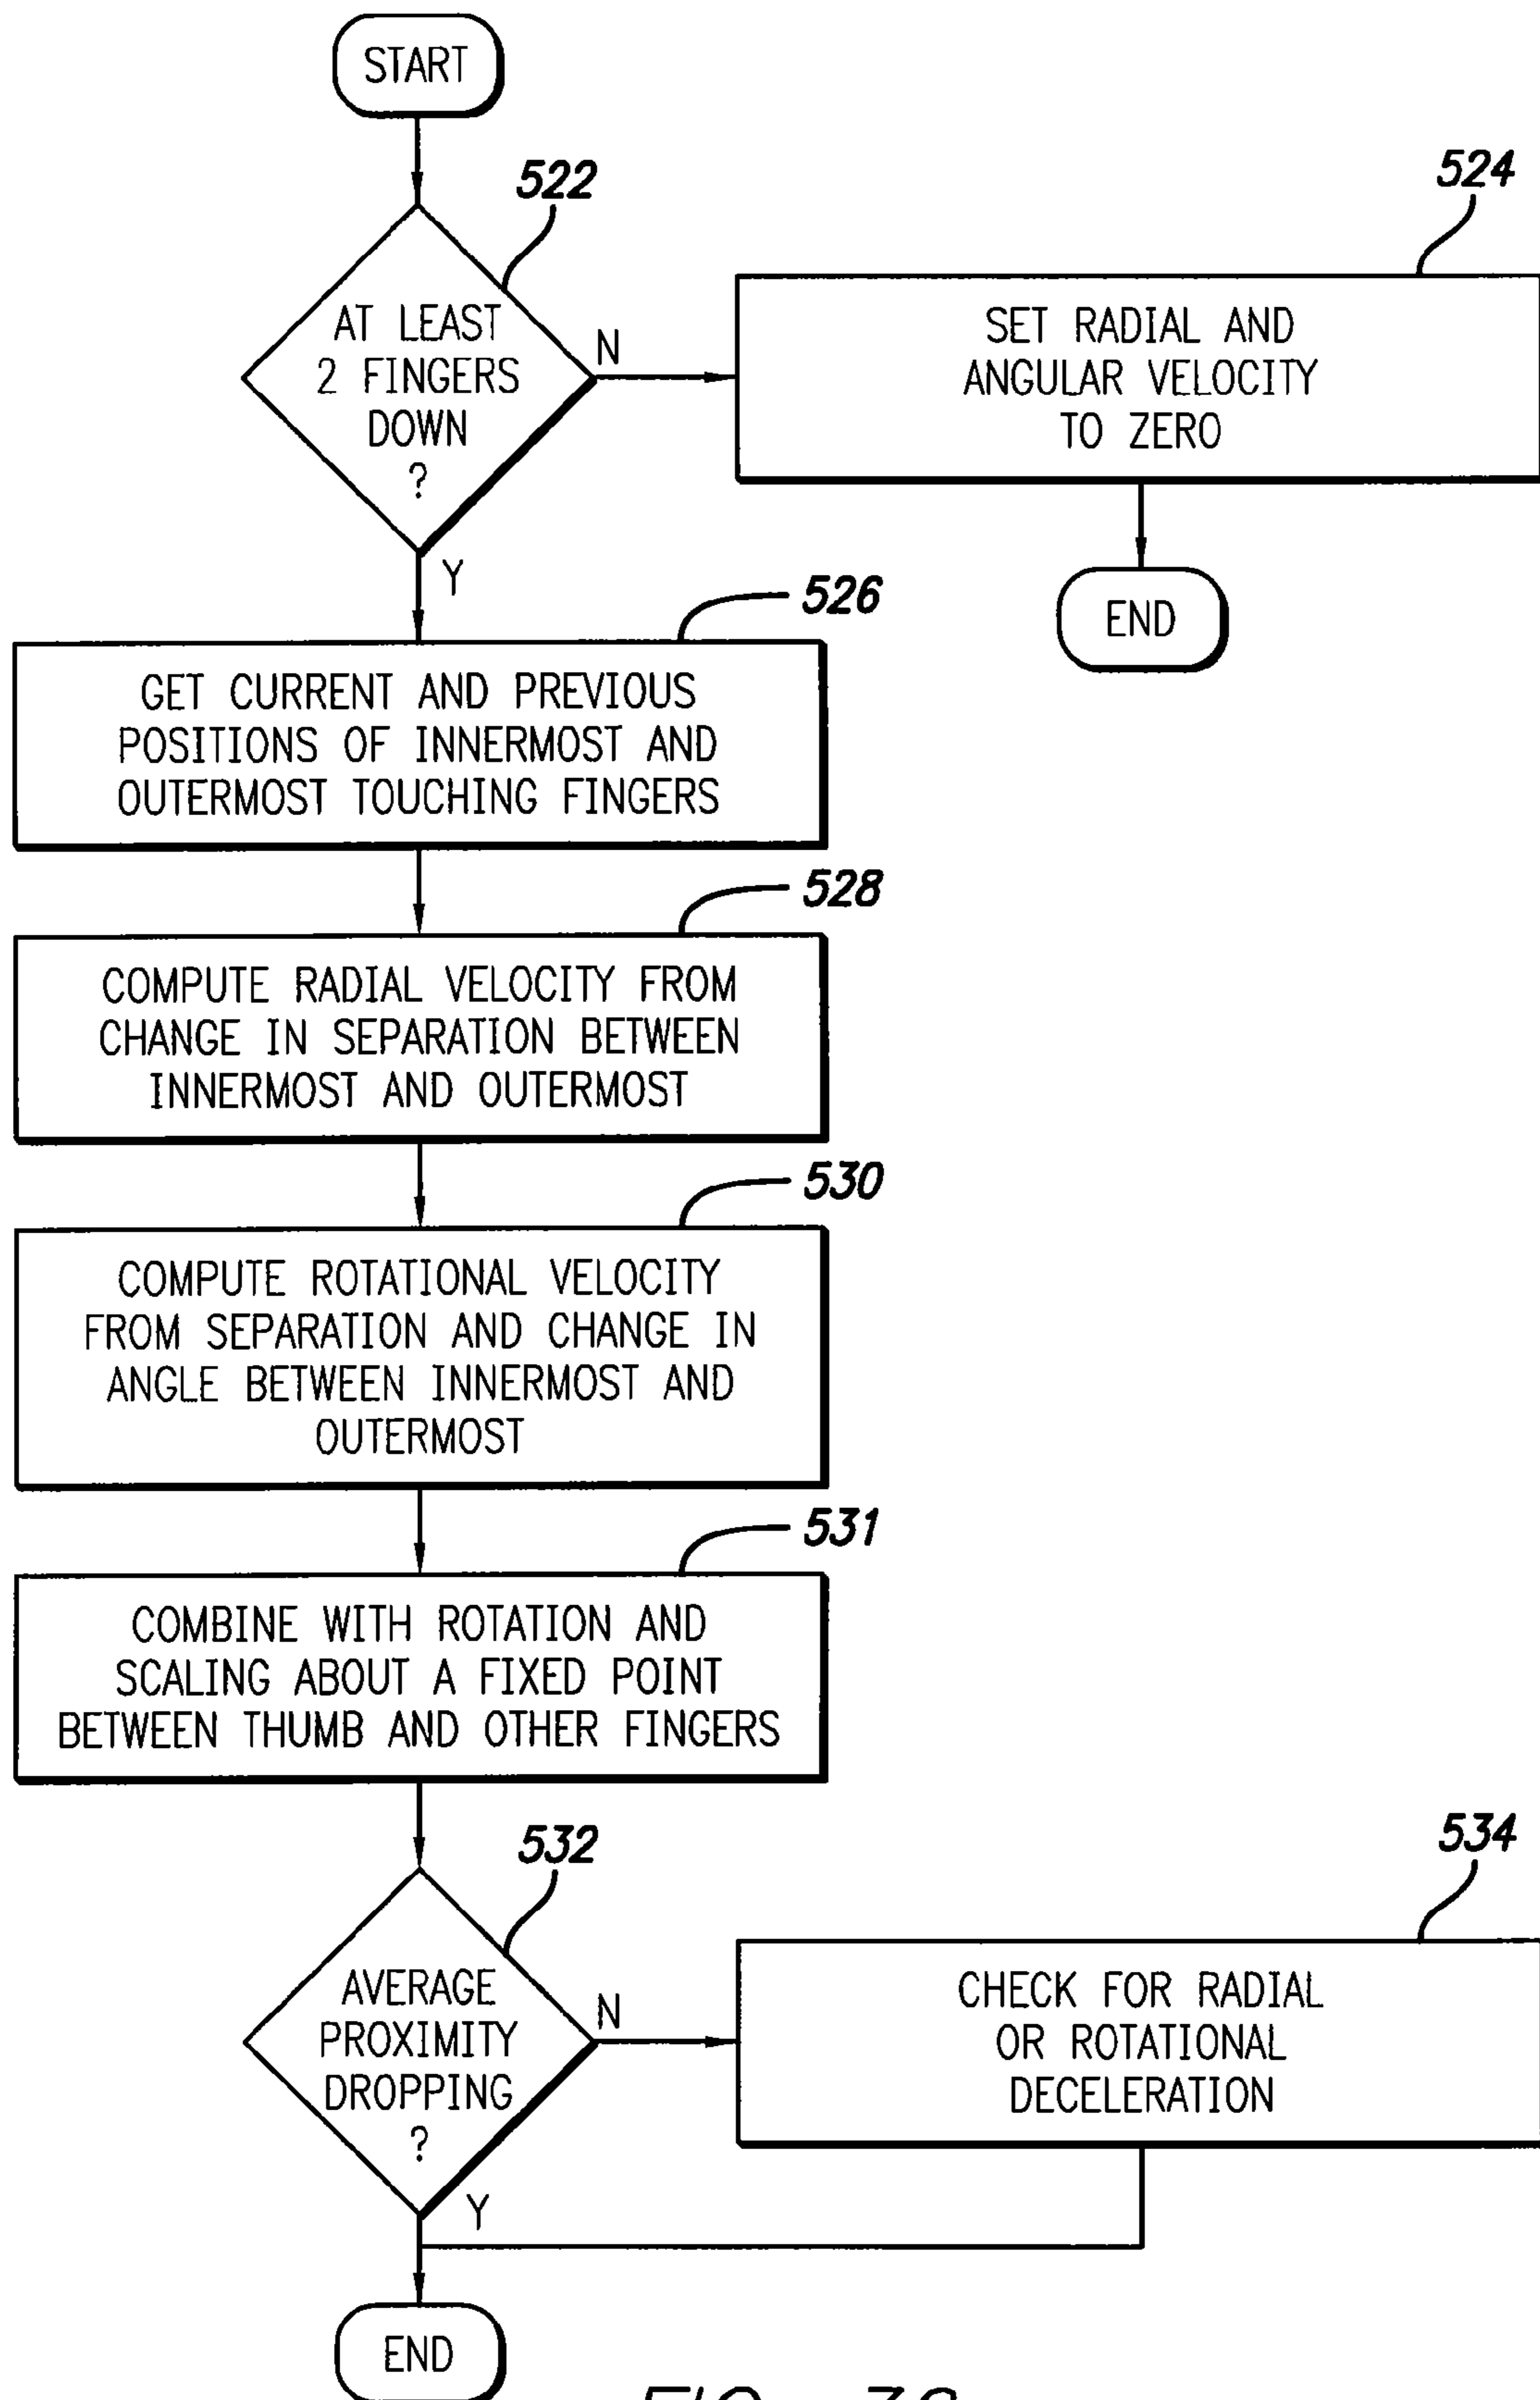 START
522
AT LEAST
2 FINGERS
DOWN
?
N
524
SET RADIAL AND
ANGULAR VELOCITY
TO ZERO
END
Y
526
GET CURRENT AND PREVIOUS
POSITIONS OF INNERMOST AND
OUTERMOST TOUCHING FINGERS
528
COMPUTE RADIAL VELOCITY FROM
CHANGE IN SEPARATION BETWEEN
INNERMOST AND OUTERMOST
530
COMPUTE ROTATIONAL VELOCITY
FROM SEPARATION AND CHANGE IN
ANGLE BETWEEN INNERMOST AND
OUTERMOST
531
COMBINE WITH ROTATION AND
SCALING ABOUT A FIXED POINT
BETWEEN THUMB AND OTHER FINGERS
532
AVERAGE
PROXIMITY
DROPPING
?
N
534
CHECK FOR RADIAL
OR ROTATIONAL
DECELERATION
Y
END